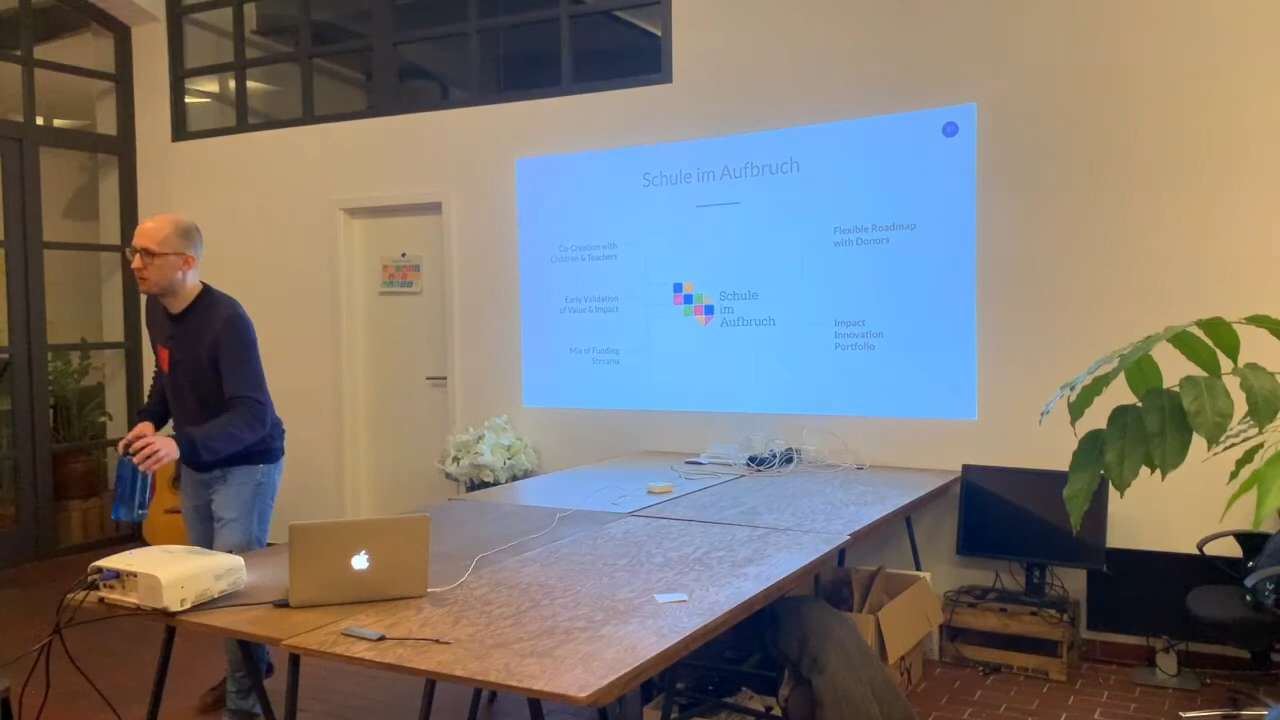 Schule im Aufbruch
Co-Creation with
Children & Teachers
Early Validation
of Value & Impact
Mix of Funding
Streams
Schule
im
Aufbruch
Flexible Roadmap
with Donors
Impact
Innovation
Portfolio